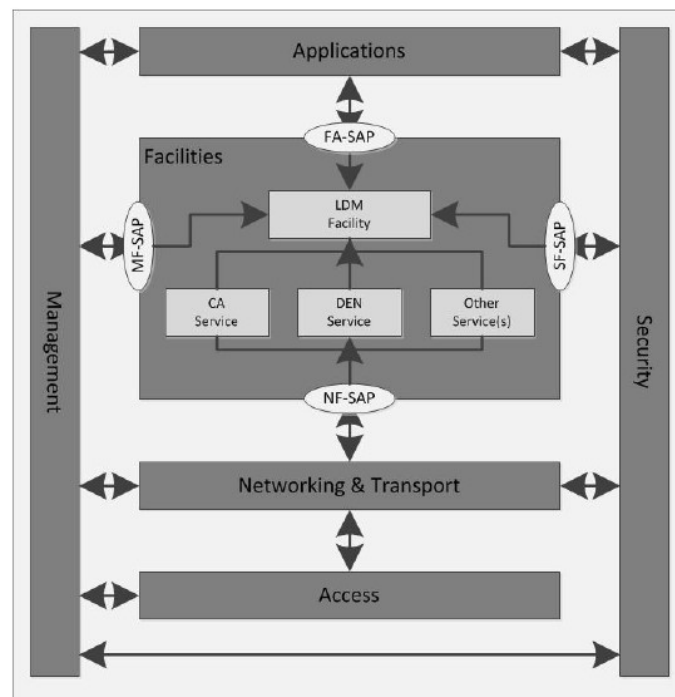 Applications
FA-SAP
Facilities
LDM
Facility
MF-SAP
SF-SAP
CA
Service
DEN
Service
Other
Service(s)
Management
Security
NF-SAP
Networking & Transport
Access